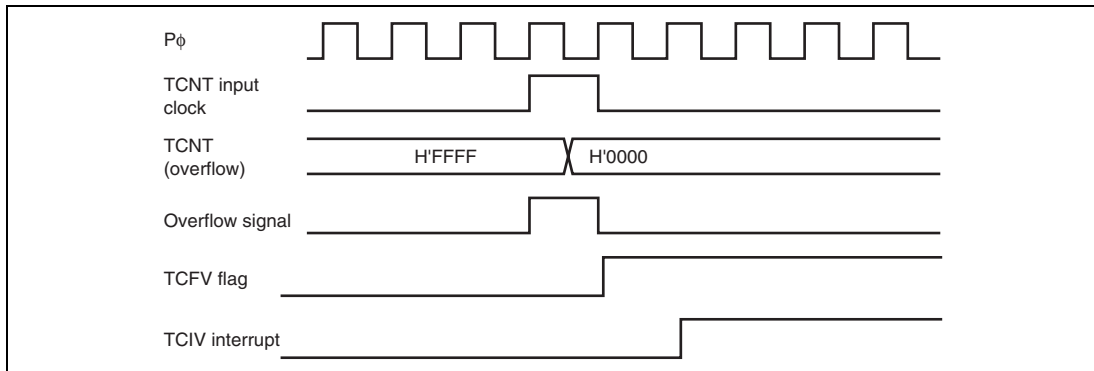 Pϕ
TCNT input
clock
TCNT
(overflow)
H'FFFF
H'0000
Overflow signal
TCFV flag
TCIV interrupt